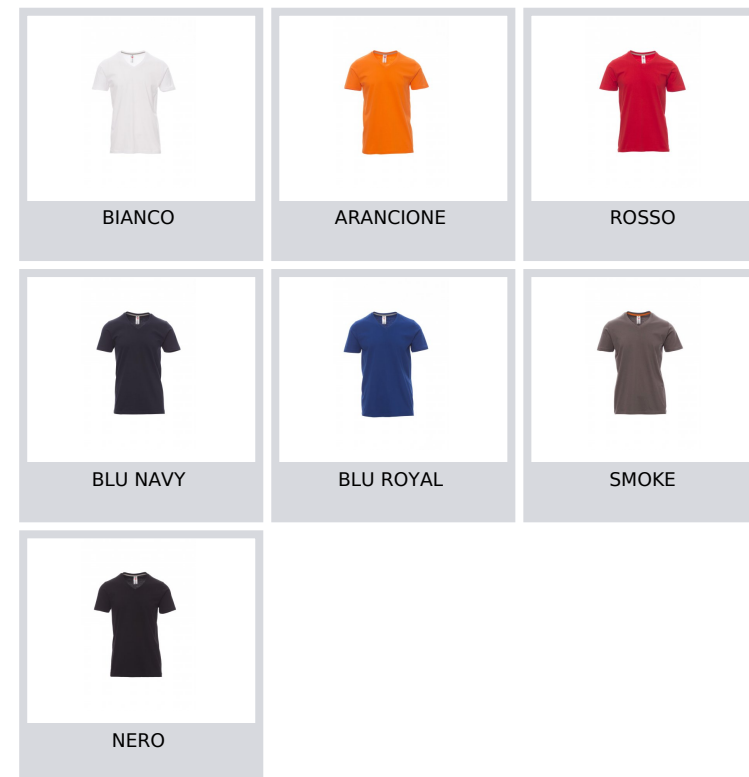 BIANCO
ARANCIONE
ROSSO
BLU NAVY
BLU ROYAL
SMOKE
NERO